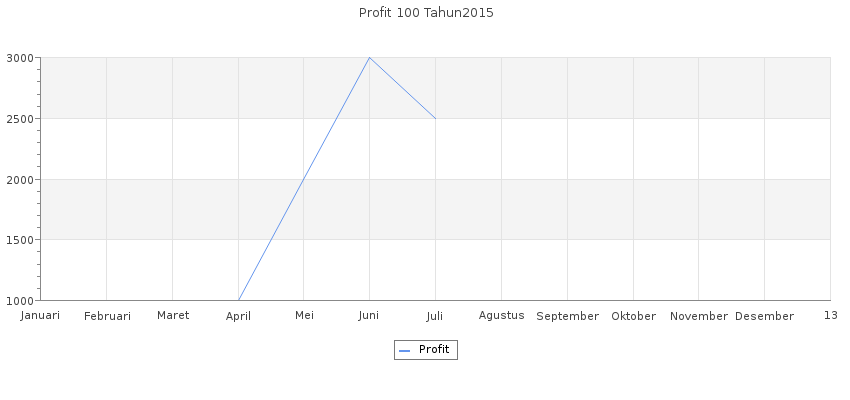 Profit 100 Tahun2015
3000
2500
2000
1500
1000
Januari Februari Maret April Mei Juni Juli Agustus September Oktober November Desember 13
Profit